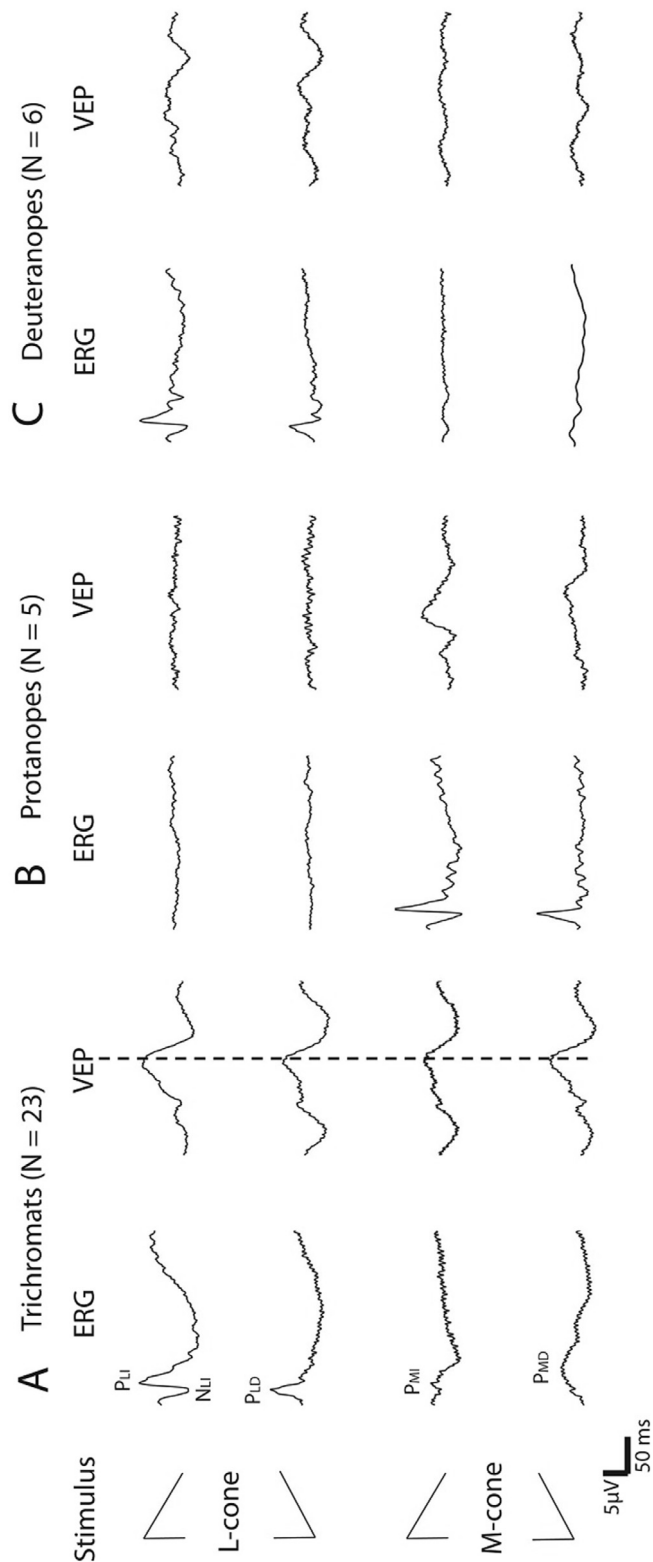 A Trichromats (N = 23)
B Protanopes (N = 5)
C Deuteranopes (N = 6)
Stimulus ERG VEP ERG VEP ERG VEP
PLI
NLI
L-cone
PLD
PMI
M-cone
PMD
5μV
50 ms